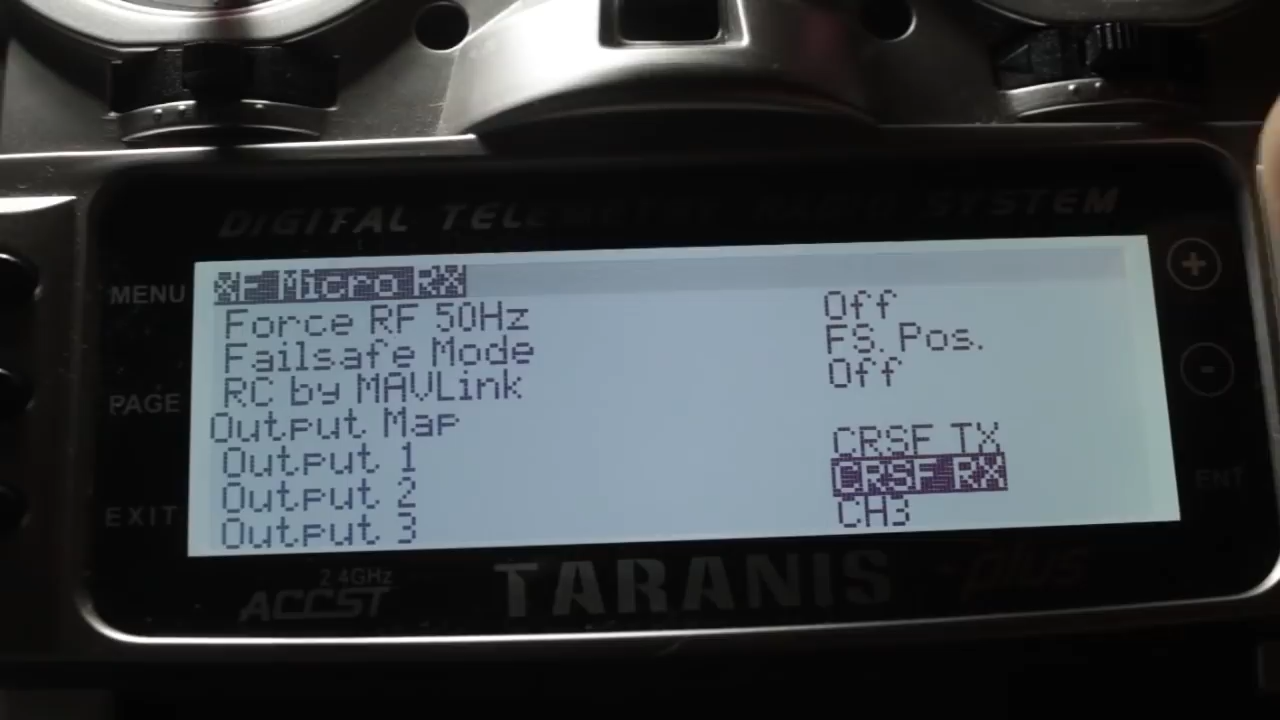 DIGITAL TELEMETRY RADIO SYSTEM
MENU
PAGE
EXIT
XF Micro RX
Force RF 50Hz Off
Failsafe Mode FS. Pos.
RC by MAVLink Off
Output Map
Output 1 CRSF TX
Output 2 CRSF RX
Output 3 CH3
+
-
ENT
2.4GHz
ACCST
TARANIS
plus